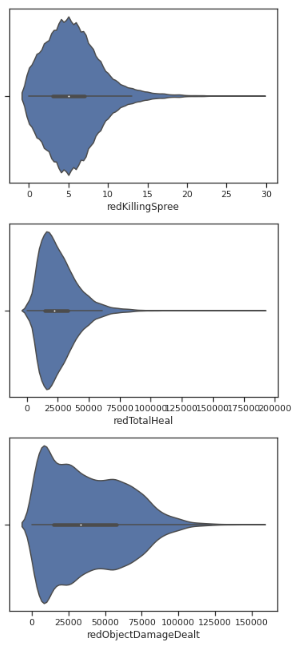 0 5 10 15 20 25 30
redKillingSpree
0 25000 50000 75000 100000 125000 150000 175000 200000
redTotalHeal
0 25000 50000 75000 100000 125000 150000
redObjectDamageDealt